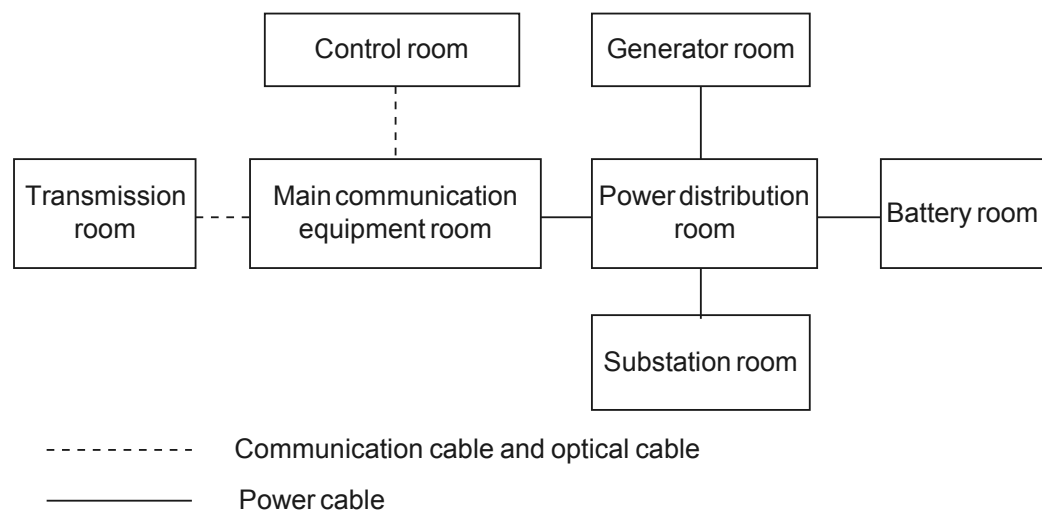 Control room
Generator room
Transmission
room
Main communication
equipment room
Power distribution
room
Battery room
Substation room
Communication cable and optical cable
Power cable